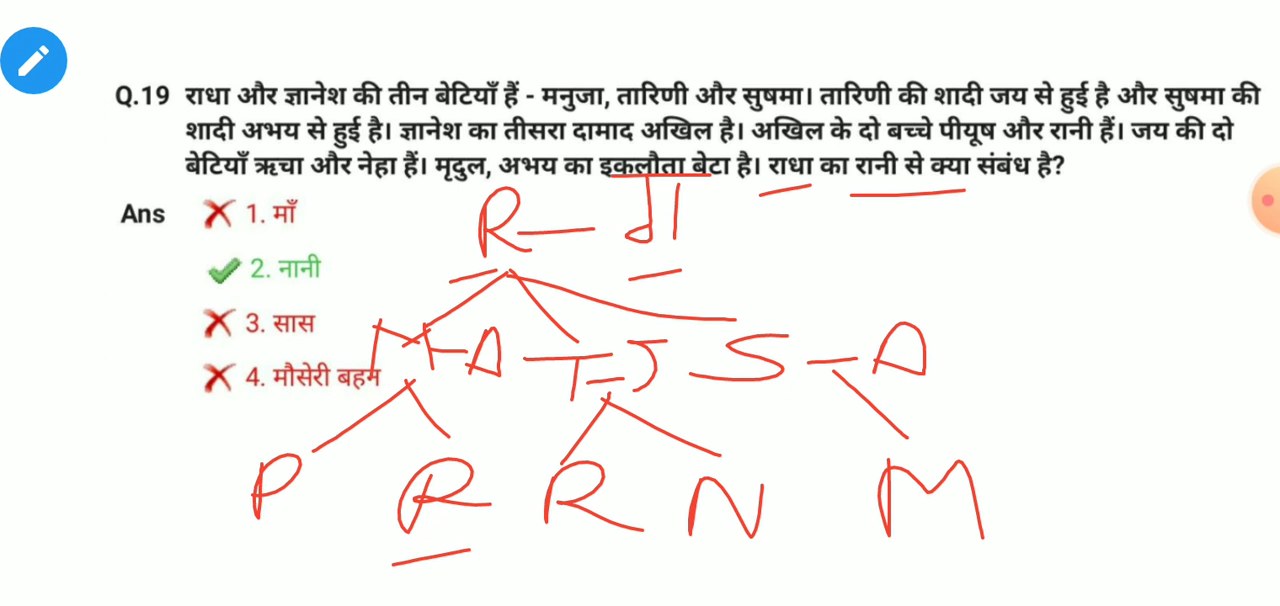 Q.19 राधा और ज्ञानेश की तीन बेटियाँ हैं - मनुजा, तारिणी और सुषमा। तारिणी की शादी जय से हुई है और सुषमा की
शादी अभय से हुई है। ज्ञानेश का तीसरा दामाद अखिल है। अखिल के दो बच्चे पीयूष और रानी हैं। जय की दो
बेटियाँ ऋचा और नेहा हैं। मृदुल, अभय का इकलौता बेटा है। राधा का रानी से क्या संबंध है?
Ans 1. माँ
2. नानी
3. सास
4. मौसेरी बहन
R — ज्ञा
M - A T = J S - A
P R R N M